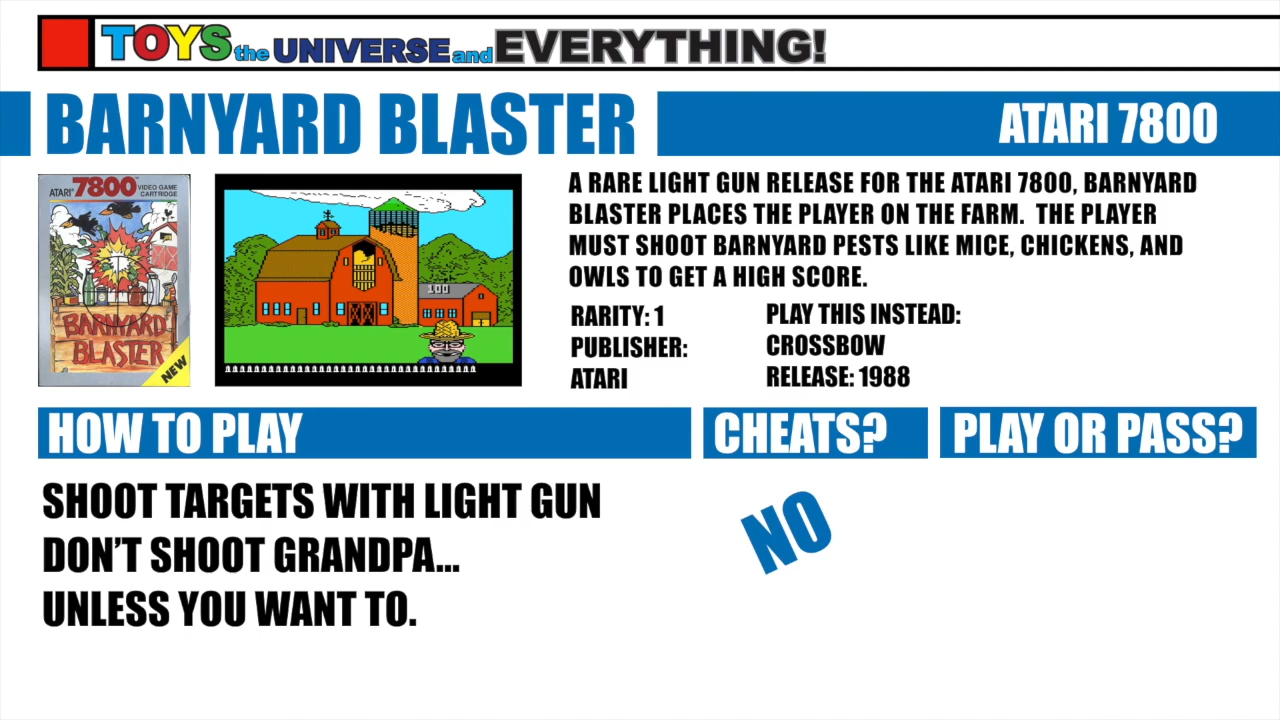 TOYS the UNIVERSE and EVERYTHING!
BARNYARD BLASTER
ATARI 7800
ATARI 7800 VIDEO GAME CARTRIDGE
BARNYARD
BLASTER
NEW
100
A RARE LIGHT GUN RELEASE FOR THE ATARI 7800, BARNYARD
BLASTER PLACES THE PLAYER ON THE FARM. THE PLAYER
MUST SHOOT BARNYARD PESTS LIKE MICE, CHICKENS, AND
OWLS TO GET A HIGH SCORE.
RARITY: 1
PUBLISHER:
ATARI
PLAY THIS INSTEAD:
CROSSBOW
RELEASE: 1988
HOW TO PLAY
SHOOT TARGETS WITH LIGHT GUN
DON'T SHOOT GRANDPA...
UNLESS YOU WANT TO.
CHEATS?
NO
PLAY OR PASS?